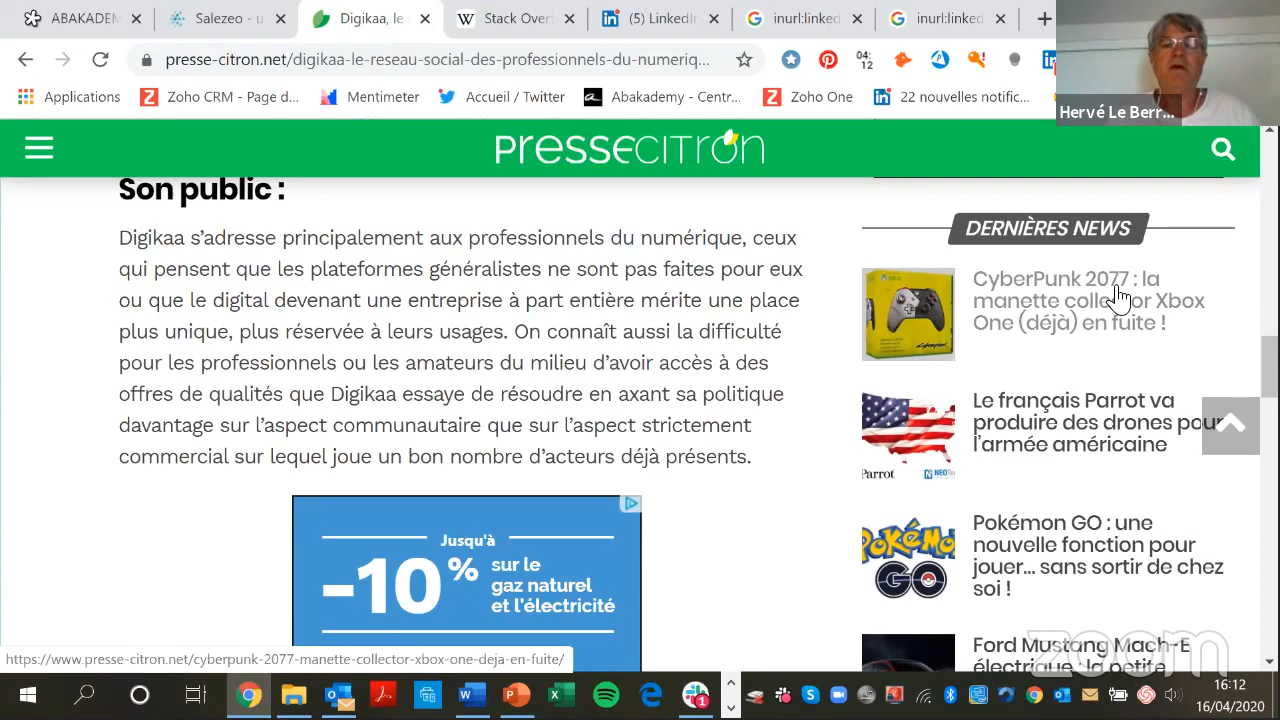 ABAKADEM
Salezeo - u
Digikaa, le
Stack Over
(5) LinkedIn
inurl:linked
inurl:linked
presse-citron.net/digikaa-le-reseau-social-des-professionnels-du-numeriq...
04
12
Applications
Zoho CRM - Page d...
Mentimeter
Accueil / Twitter
Abakademy - Centr...
Zoho One
22 nouvelles notific...
Hervé Le Berr...
PRESSECITRON
Son public :
Digikaa s’adresse principalement aux professionnels du numérique, ceux
qui pensent que les plateformes généralistes ne sont pas faites pour eux
ou que le digital devenant une entreprise à part entière mérite une place
plus unique, plus réservée à leurs usages. On connaît aussi la difficulté
pour les professionnels ou les amateurs du milieu d’avoir accès à des
offres de qualités que Digikaa essaye de résoudre en axant sa politique
davantage sur l’aspect communautaire que sur l’aspect strictement
commercial sur lequel joue un bon nombre d’acteurs déjà présents.
Jusqu'à
-10%
sur le
gaz naturel
et l'électricité
DERNIÈRES NEWS
CyberPunk 2077 : la
manette collector Xbox
One (déjà) en fuite !
Le français Parrot va
produire des drones pour
l’armée américaine
Parrot
Pokémon GO : une
nouvelle fonction pour
jouer... sans sortir de chez
soi !
POKéMON
GO
Ford Mustang Mach-E
électrique : la petite
zoom
https://www.presse-citron.net/cyberpunk-2077-manette-collector-xbox-one-deja-en-fuite/
16:12
16/04/2020